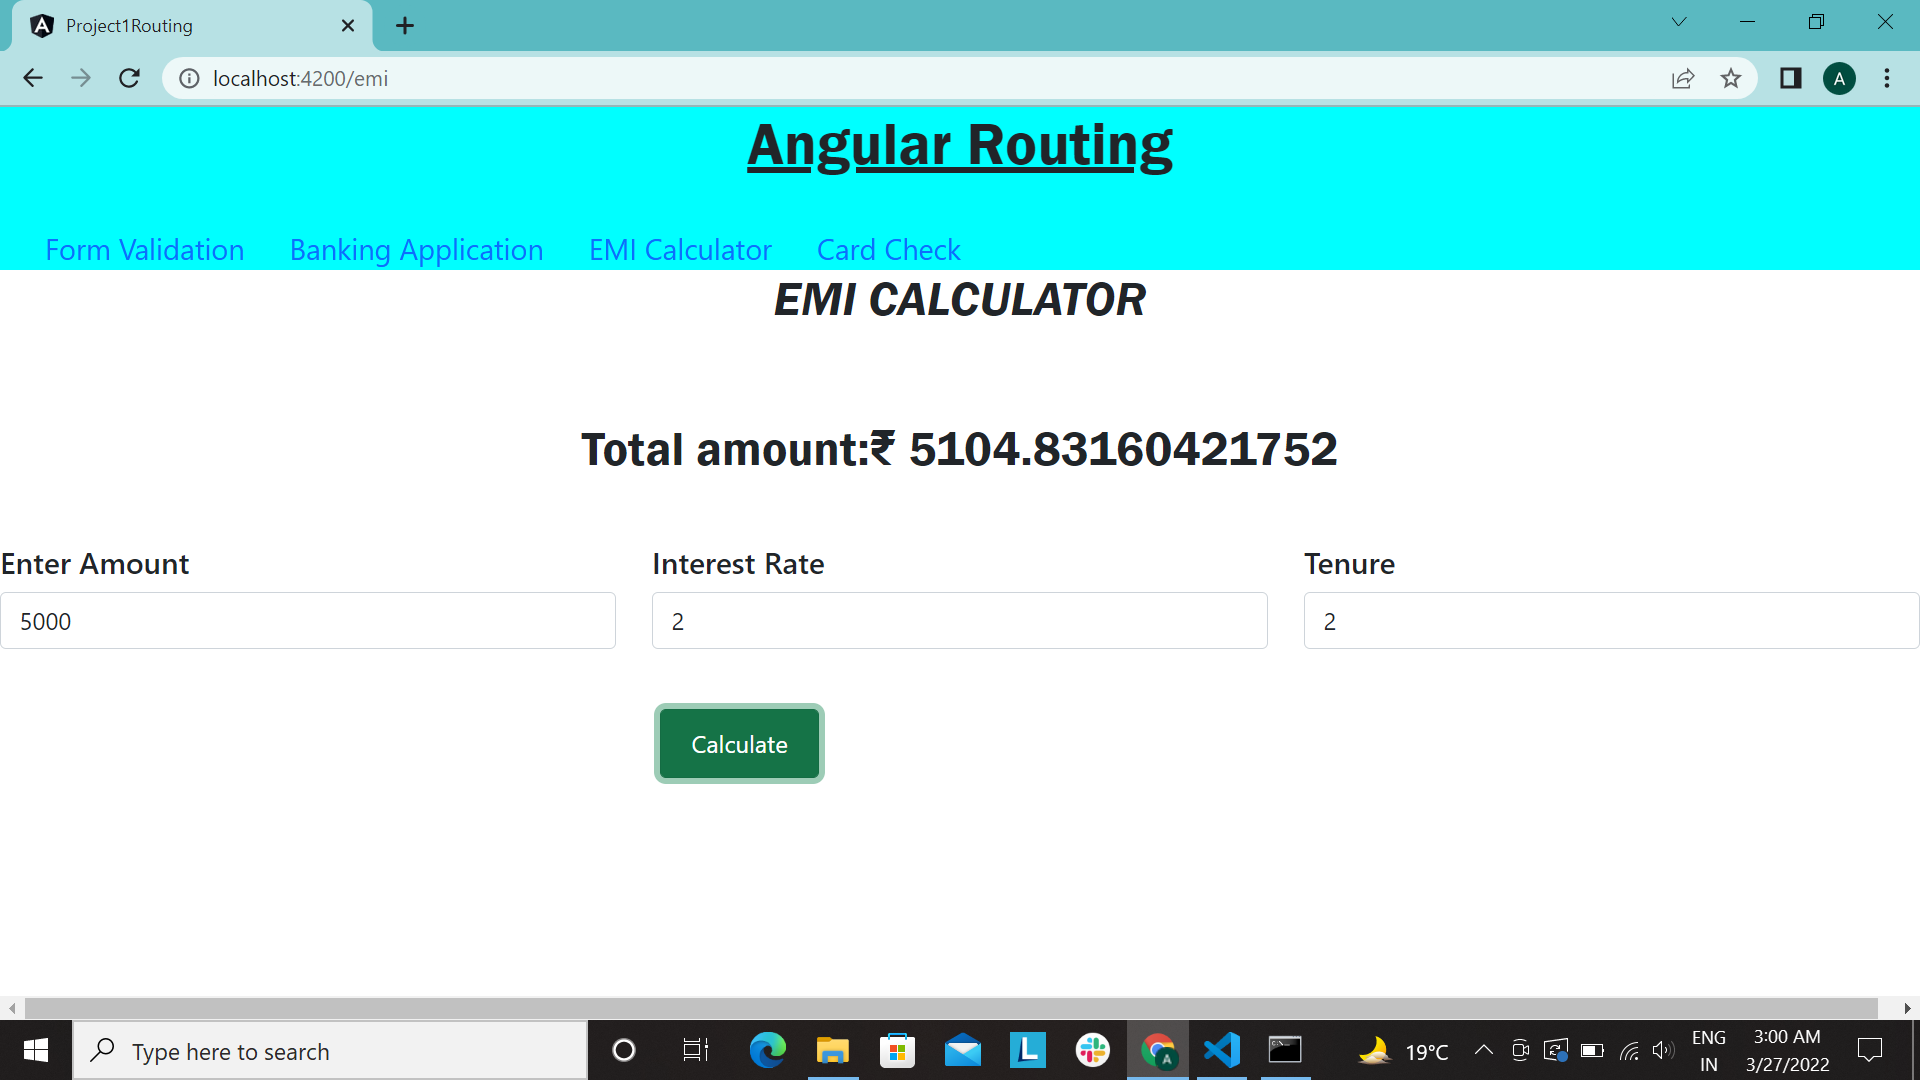 Project1Routing
localhost:4200/emi
A
Angular Routing
Form Validation Banking Application EMI Calculator Card Check
EMI CALCULATOR
Total amount:₹ 5104.83160421752
Enter Amount Interest Rate Tenure
5000 2 2
Calculate
Type here to search
L
A
19°C
ENG
IN
3:00 AM
3/27/2022